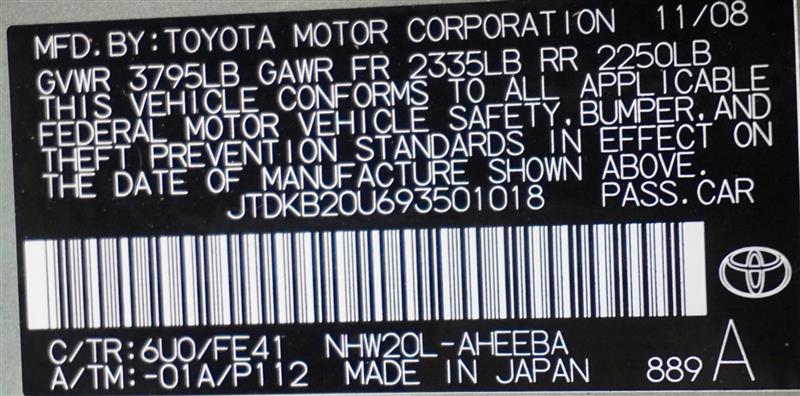 MFD. BY: TOYOTA MOTOR CORPORATION 11/08
GVWR 3795LB GAWR FR 2335LB RR 2250LB
THIS VEHICLE CONFORMS TO ALL APPLICABLE
FEDERAL MOTOR VEHICLE SAFETY, BUMPER, AND
THEFT PREVENTION STANDARDS IN EFFECT ON
THE DATE OF MANUFACTURE SHOWN ABOVE.
JTDKB20U693501018 PASS. CAR
C/TR: 6U0/FE41 NHW20L-AHEEBA
A/TM: -01A/P112 MADE IN JAPAN 889 A